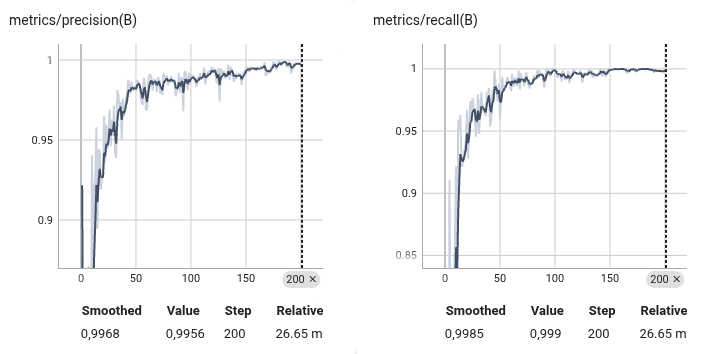 metrics/precision(B)
1
0.95
0.9
0 50 100 150 200 ✕
Smoothed Value Step Relative
0,9968 0,9956 200 26.65 m
metrics/recall(B)
1
0.95
0.9
0.85
0 50 100 150 200 ✕
Smoothed Value Step Relative
0,9985 0,999 200 26.65 m